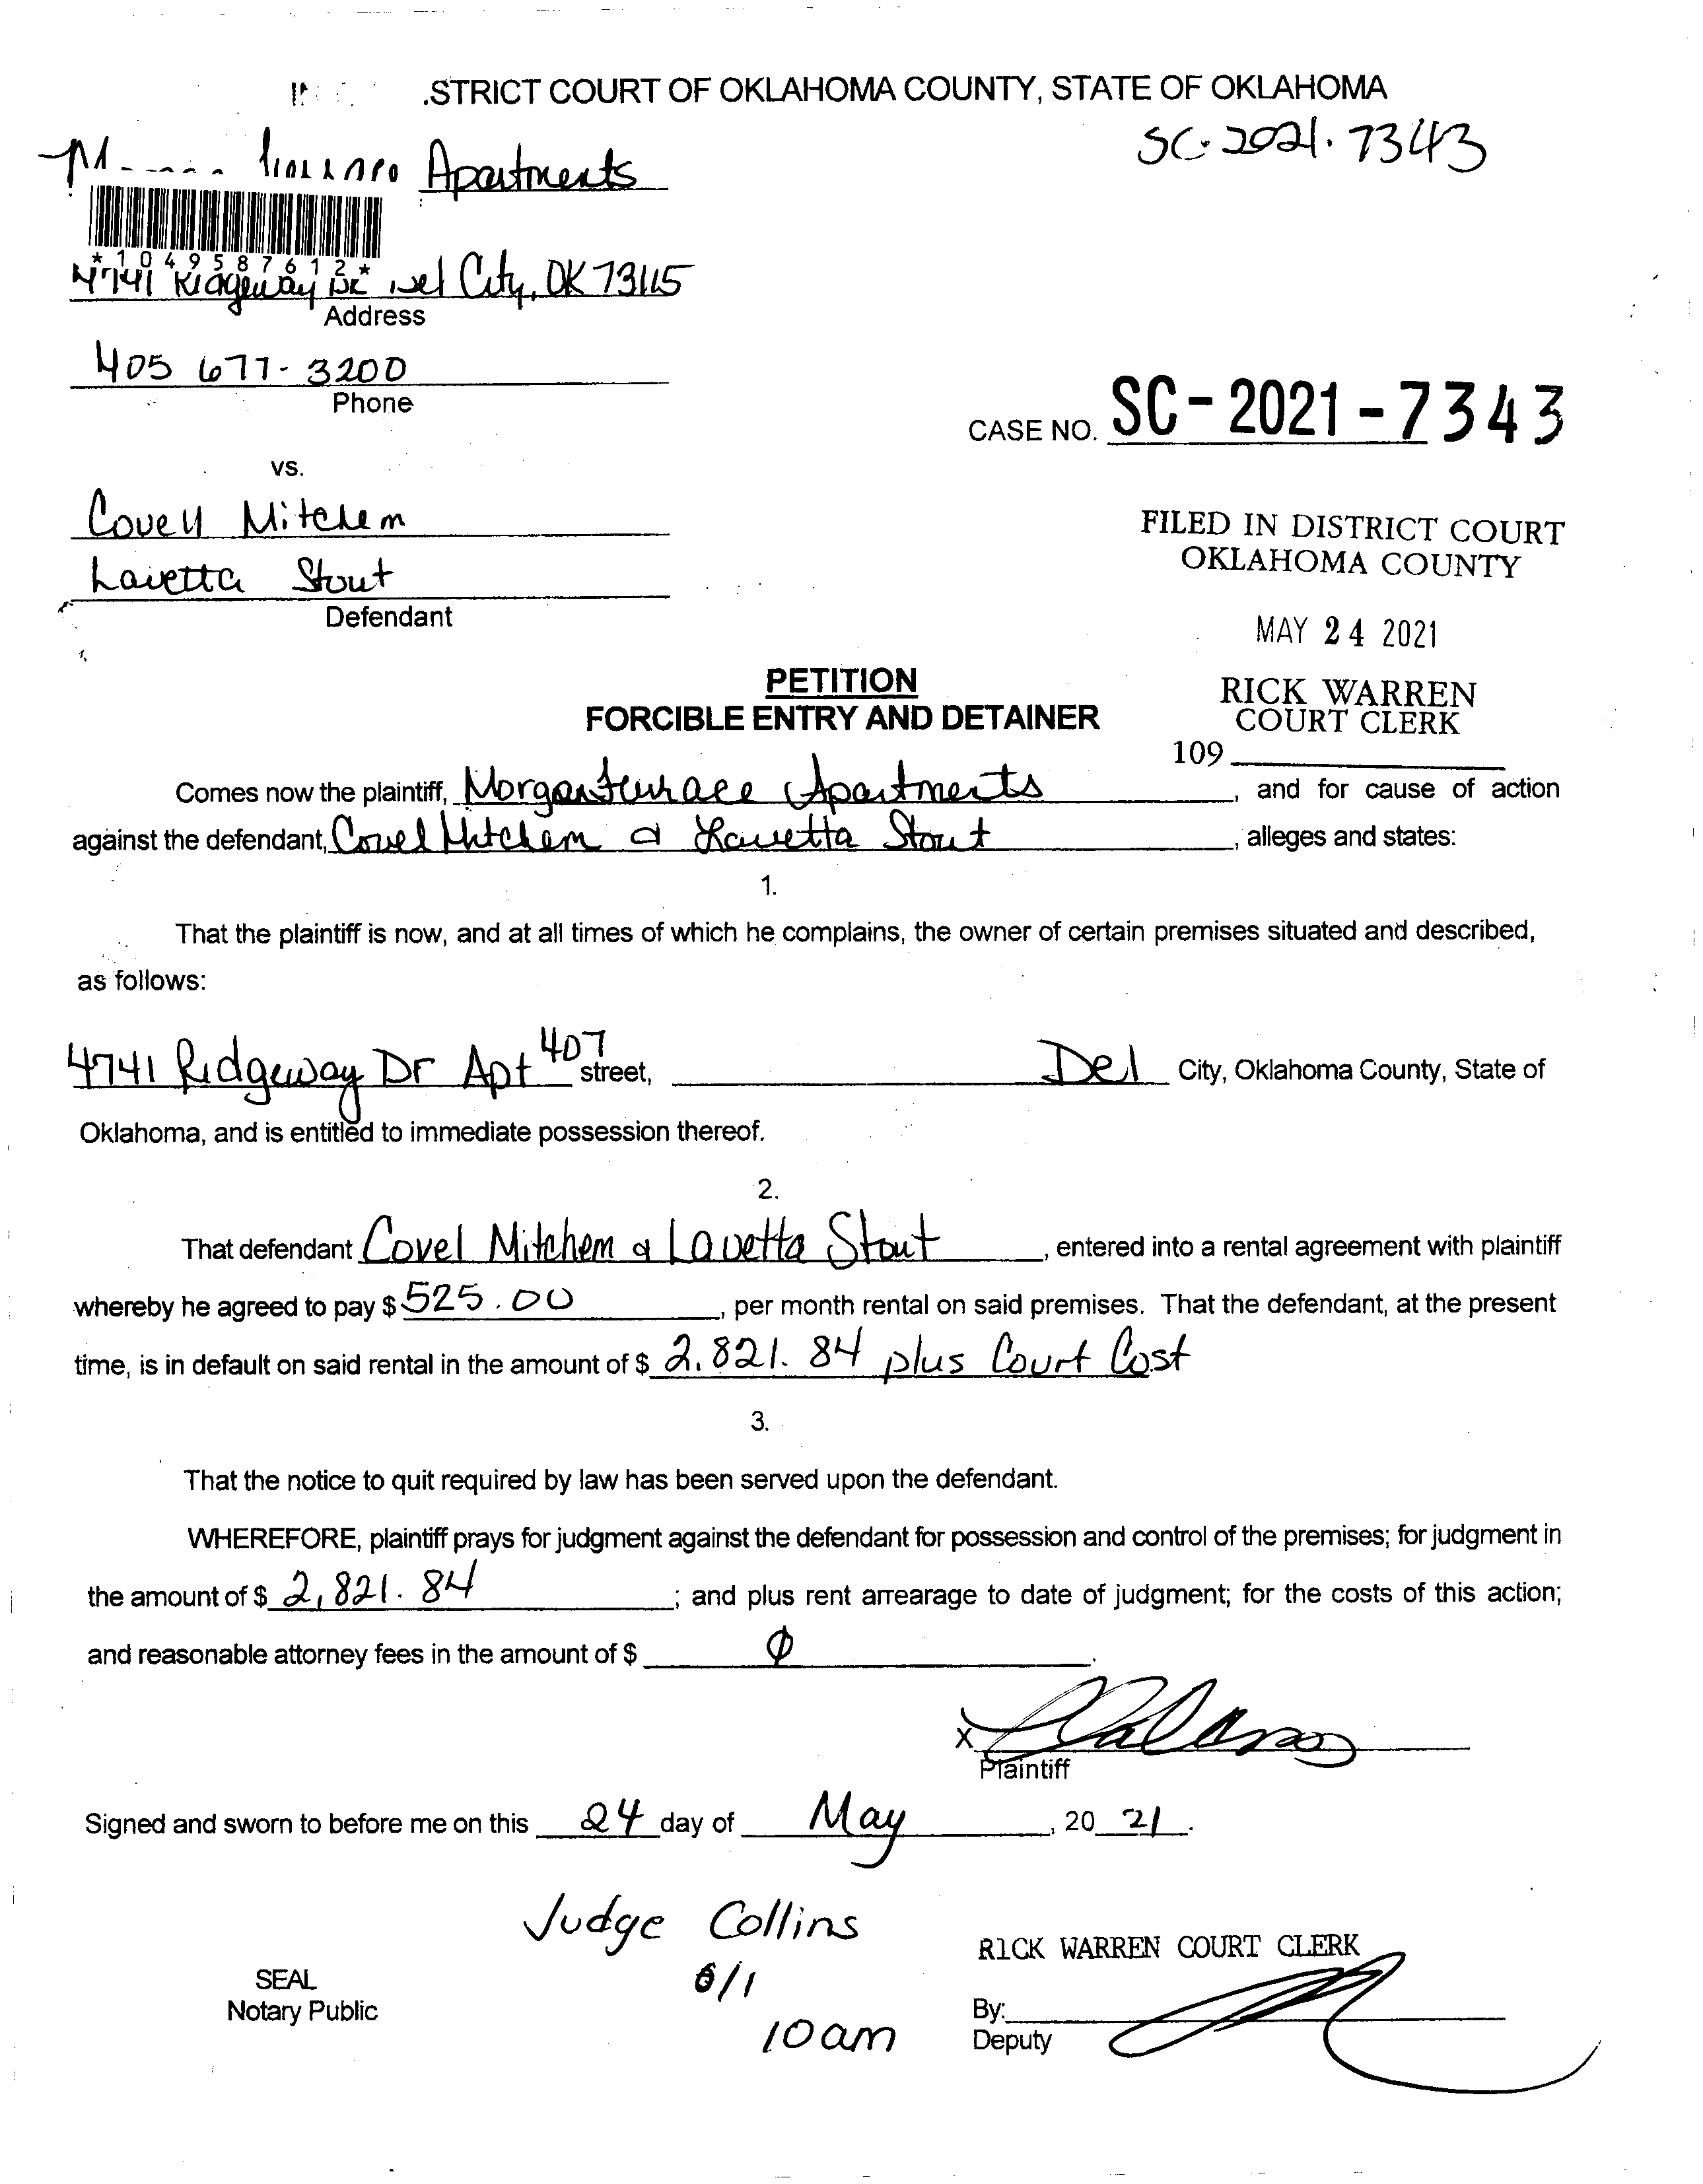 .STRICT COURT OF OKLAHOMA COUNTY, STATE OF OKLAHOMA
SC-2021-7343
Apartments
*1049587612*
4741 Ridgeway Dr Del City, OK 73115
Address
405 677-3200
Phone
CASE NO. SC-2021-7343
vs.
Covell Mitchem
Lavetta Stout
Defendant
FILED IN DISTRICT COURT
OKLAHOMA COUNTY
MAY 24 2021
RICK WARREN
COURT CLERK
109
PETITION
FORCIBLE ENTRY AND DETAINER
Comes now the plaintiff, Morgan Terrace Apartments, and for cause of action
against the defendant, Covel Mitchem & Lavetta Stout, alleges and states:
1.
That the plaintiff is now, and at all times of which he complains, the owner of certain premises situated and described,
as follows:
4741 Ridgeway Dr Apt 407 street, Del City, Oklahoma County, State of
Oklahoma, and is entitled to immediate possession thereof.
2.
That defendant Covel Mitchem & Lavetta Stout, entered into a rental agreement with plaintiff
whereby he agreed to pay $ 525.00, per month rental on said premises. That the defendant, at the present
time, is in default on said rental in the amount of $ 2,821.84 plus Court Cost
3.
That the notice to quit required by law has been served upon the defendant.
WHEREFORE, plaintiff prays for judgment against the defendant for possession and control of the premises; for judgment in
the amount of $ 2,821.84; and plus rent arrearage to date of judgment; for the costs of this action;
and reasonable attorney fees in the amount of $ 0.
X
Plaintiff
Signed and sworn to before me on this 24 day of May, 20 21.
Judge Collins
6/1
10am
SEAL
Notary Public
RICK WARREN COURT CLERK
By:
Deputy